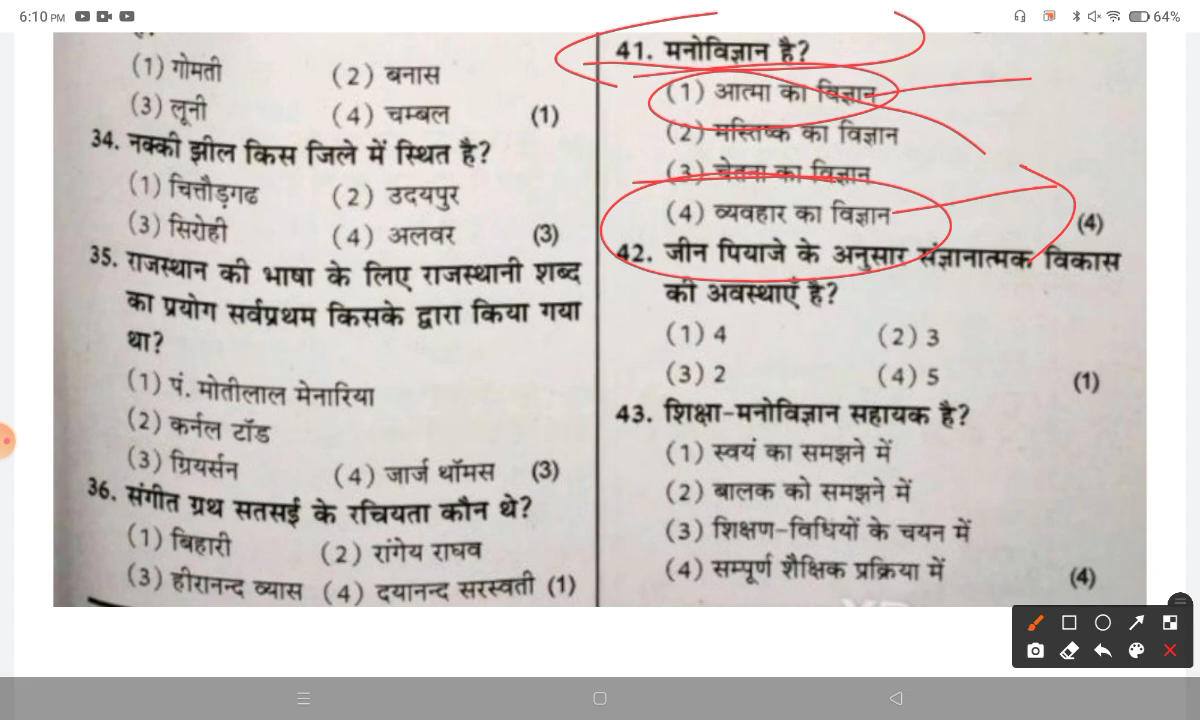 6:10 PM
64%
(1) गोमती (2) बनास
(3) लूनी (4) चम्बल (1)
34. नक्की झील किस जिले में स्थित है?
(1) चित्तौड़गढ (2) उदयपुर
(3) सिरोही (4) अलवर (3)
35. राजस्थान की भाषा के लिए राजस्थानी शब्द
का प्रयोग सर्वप्रथम किसके द्वारा किया गया
था?
(1) पं. मोतीलाल मेनारिया
(2) कर्नल टॉड
(3) ग्रियर्सन (4) जार्ज थॉमस (3)
36. संगीत ग्रथ सतसई के रचियता कौन थे?
(1) बिहारी (2) रांगेय राघव
(3) हीरानन्द व्यास (4) दयानन्द सरस्वती (1)
41. मनोविज्ञान है?
(1) आत्मा का विज्ञान
(2) मस्तिष्क का विज्ञान
(3) चेतना का विज्ञान
(4) व्यवहार का विज्ञान (4)
42. जीन पियाजे के अनुसार संज्ञानात्मक विकास
की अवस्थाएँ है?
(1) 4 (2) 3
(3) 2 (4) 5 (1)
43. शिक्षा-मनोविज्ञान सहायक है?
(1) स्वयं का समझने में
(2) बालक को समझने में
(3) शिक्षण-विधियों के चयन में
(4) सम्पूर्ण शैक्षिक प्रक्रिया में (4)